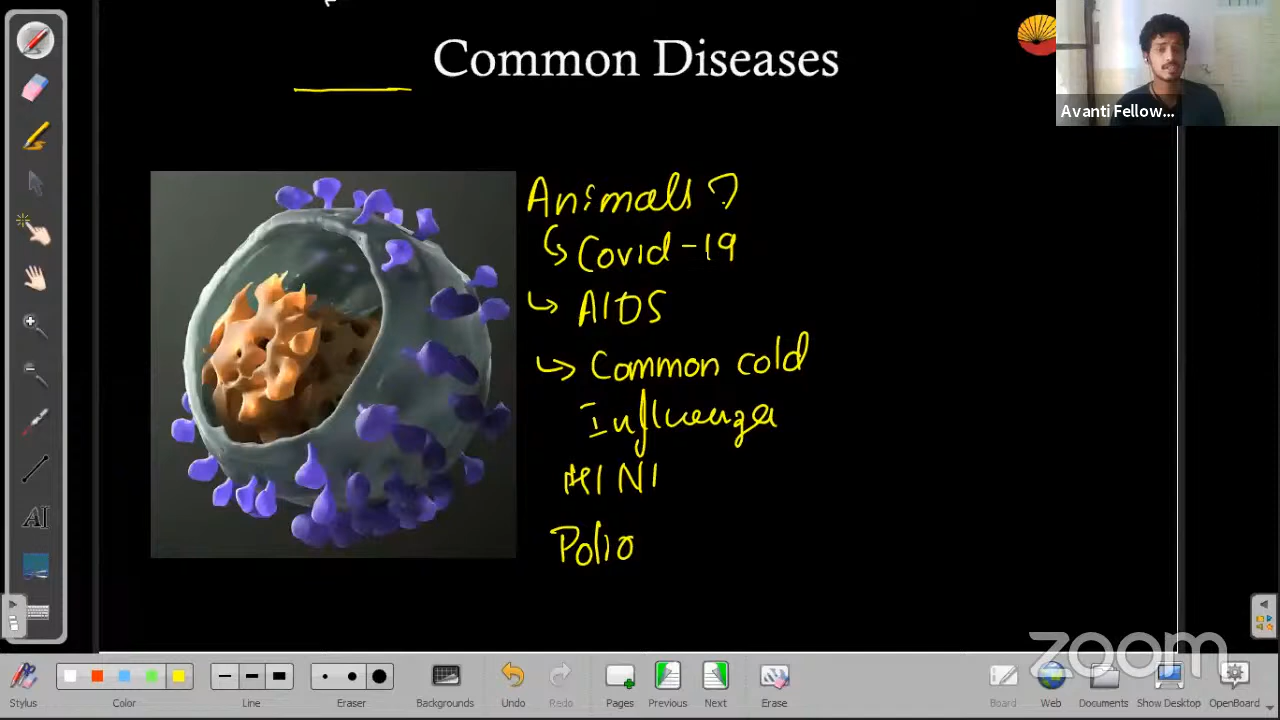 Common Diseases
Avanti Fellow...
Animals ?
Covid-19
AIDS
Common cold
Influenza
H1N1
Polio
zoom
Stylus
Color
Line
Eraser
Backgrounds
Undo
Redo
Pages
Previous
Next
Erase
Board
Web
Documents
Show Desktop
OpenBoard